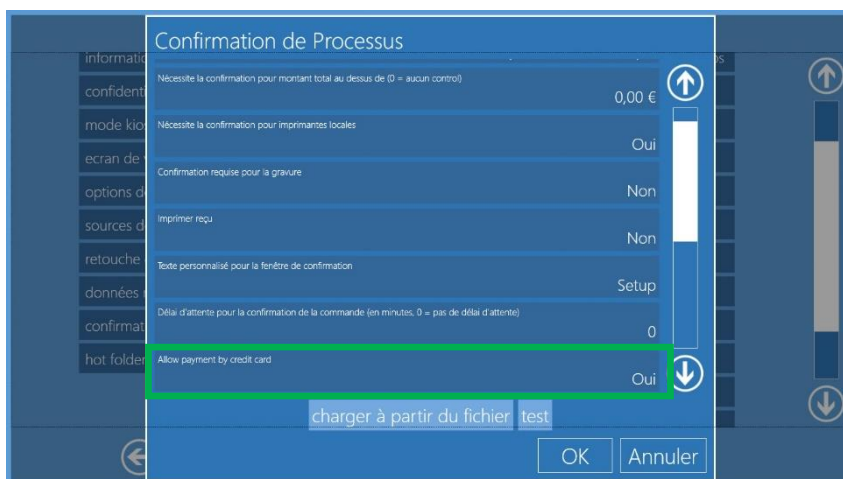 Confirmation de Processus
informatic
confident
mode kio
ecran de
options d
sources d
retouche
données
confirmat
hot folder
Nécessite la confirmation pour montant total au dessus de (0 = aucun control)
0,00 €
Nécessite la confirmation pour imprimantes locales
Oui
Confirmation requise pour la gravure
Non
Imprimer reçu
Non
Texte personnalisé pour la fenêtre de confirmation
Setup
Délai d'attente pour la confirmation de la commande (en minutes, 0 = pas de délai d'attente)
0
Allow payment by credit card
Oui
charger à partir du fichier
test
OK
Annuler